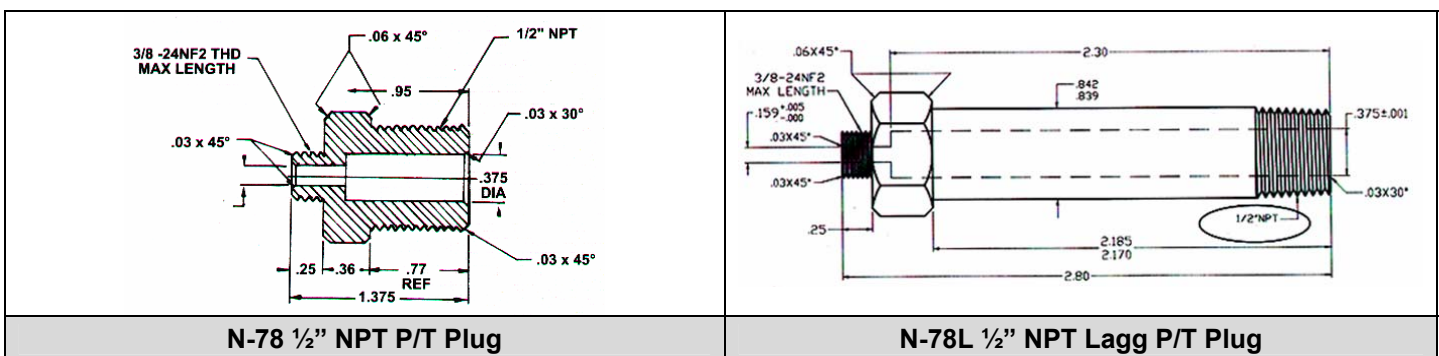 .06 x 45°
1/2" NPT
3/8 -24NF2 THD
MAX LENGTH
.95
.03 x 30°
.03 x 45°
.375
DIA
.03 x 45°
.25
.36
.77
REF
1.375
N-78 ½” NPT P/T Plug
2.30
.06X45°
3/8-24NF2
MAX LENGTH
.842
.839
.159 +.005
-.000
.375±.001
.03X45°
.03X45°
.03X30°
1/2"NPT
.25
2.185
2.170
2.80
N-78L ½” NPT Lagg P/T Plug